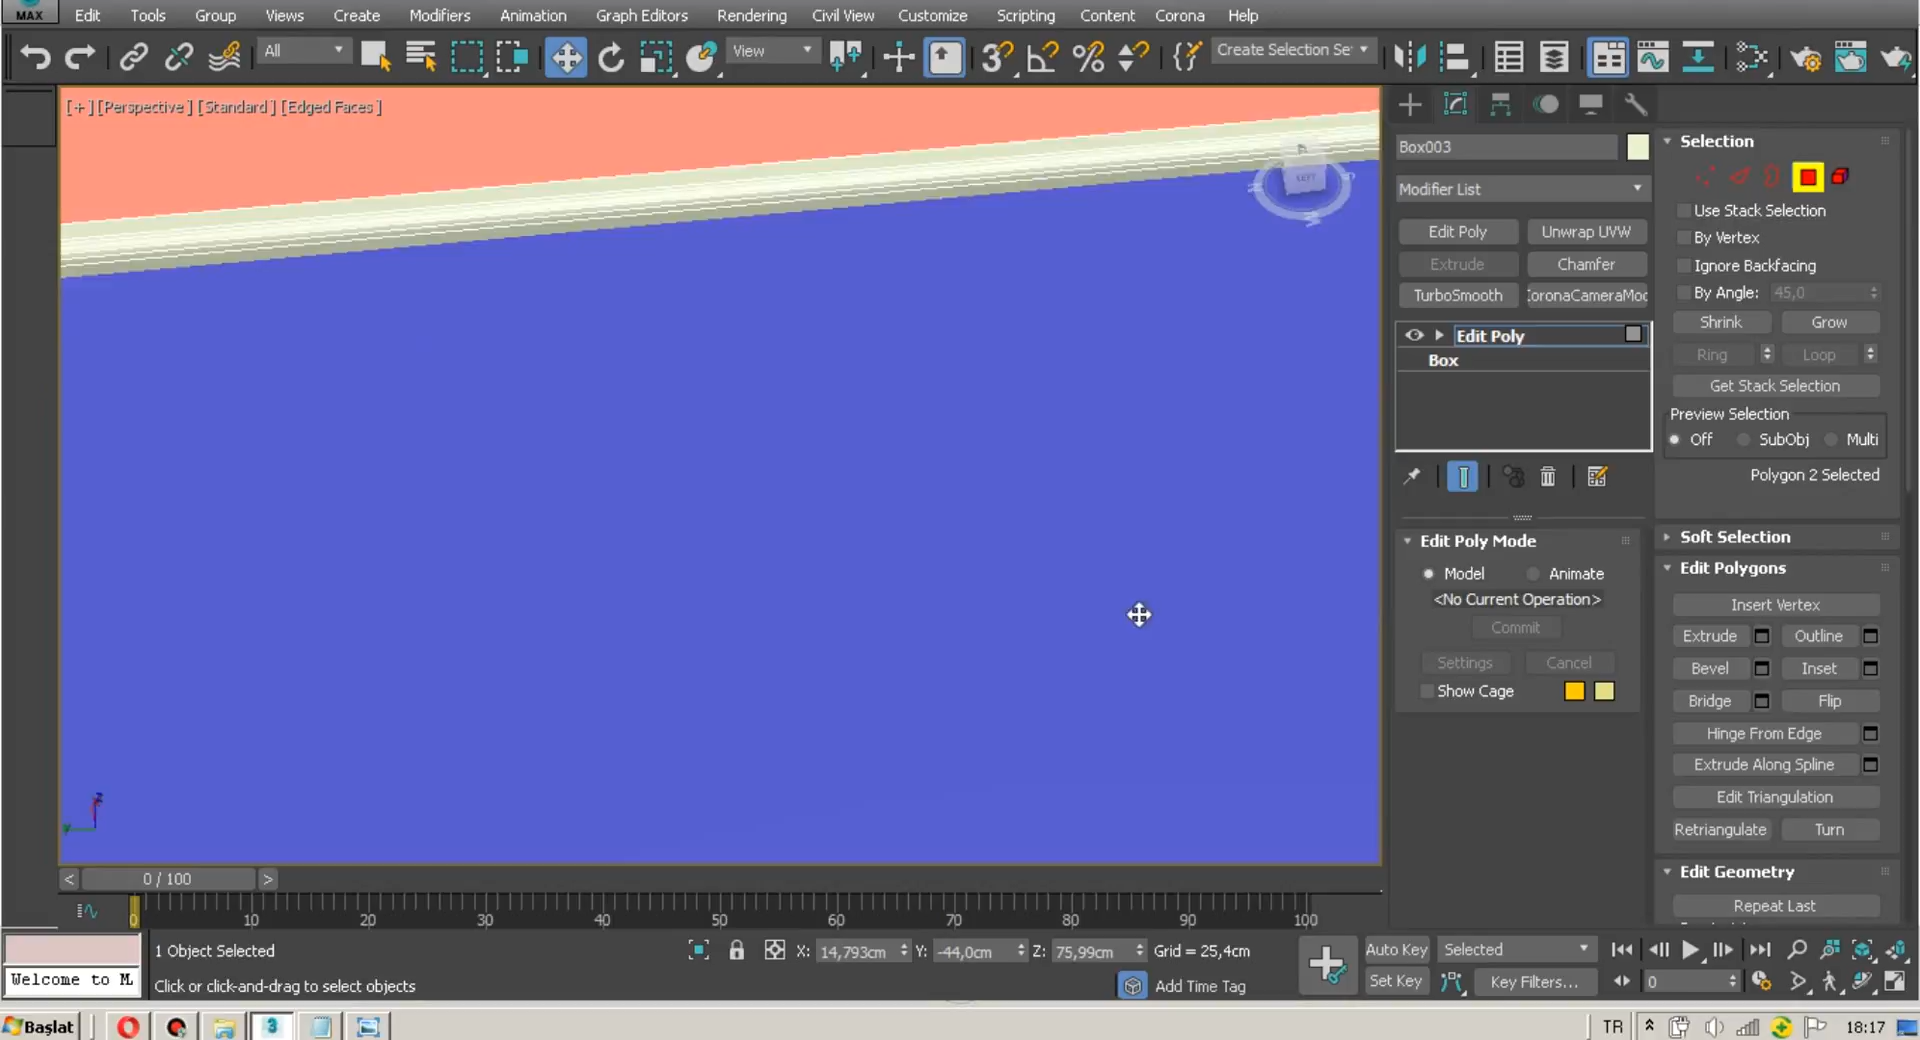 MAX Edit Tools Group Views Create Modifiers Animation Graph Editors Rendering Civil View Customize Scripting Content Corona Help
All View Create Selection Se
[+][Perspective][Standard][Edged Faces]
LEFT
Box003
Modifier List
Edit Poly Unwrap UVW
Extrude Chamfer
TurboSmooth CoronaCameraMod
Edit Poly
Box
Edit Poly Mode
Model Animate
<No Current Operation>
Commit
Settings Cancel
Show Cage
Selection
Use Stack Selection
By Vertex
Ignore Backfacing
By Angle: 45,0
Shrink Grow
Ring Loop
Get Stack Selection
Preview Selection
Off SubObj Multi
Polygon 2 Selected
Soft Selection
Edit Polygons
Insert Vertex
Extrude Outline
Bevel Inset
Bridge Flip
Hinge From Edge
Extrude Along Spline
Edit Triangulation
Retriangulate Turn
Edit Geometry
Repeat Last
< 0 / 100 >
0 10 20 30 40 50 60 70 80 90 100
1 Object Selected X: 14,793cm Y: -44,0cm Z: 75,99cm Grid = 25,4cm Auto Key Selected
Welcome to M. Click or click-and-drag to select objects Add Time Tag Set Key Key Filters... 0
Başlat 3 TR 18:17